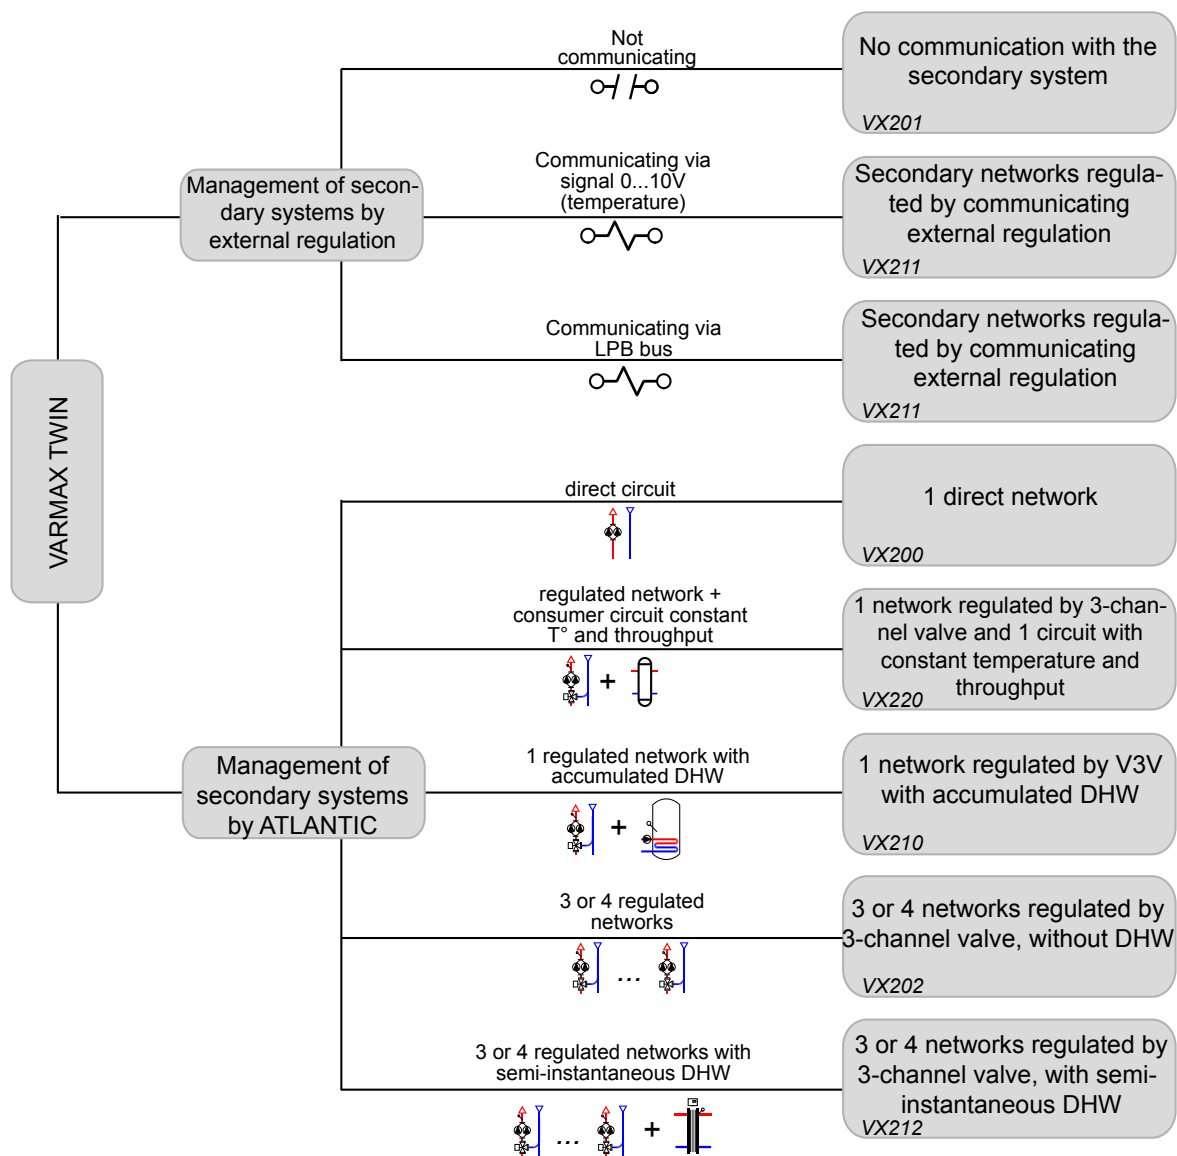 VARMAX TWIN
Management of secon-
dary systems by
external regulation
Not
communicating
No communication with the
secondary system
VX201
Communicating via
signal 0...10V
(temperature)
Secondary networks regula-
ted by communicating
external regulation
VX211
Communicating via
LPB bus
Secondary networks regula-
ted by communicating
external regulation
VX211
Management of
secondary systems
by ATLANTIC
direct circuit
1 direct network
VX200
regulated network +
consumer circuit constant
T° and throughput
+
1 network regulated by 3-chan-
nel valve and 1 circuit with
constant temperature and
throughput
VX220
1 regulated network with
accumulated DHW
+
1 network regulated by V3V
with accumulated DHW
VX210
3 or 4 regulated
networks
...
3 or 4 networks regulated by
3-channel valve, without DHW
VX202
3 or 4 regulated networks with
semi-instantaneous DHW
... +
3 or 4 networks regulated by
3-channel valve, with semi-
instantaneous DHW
VX212